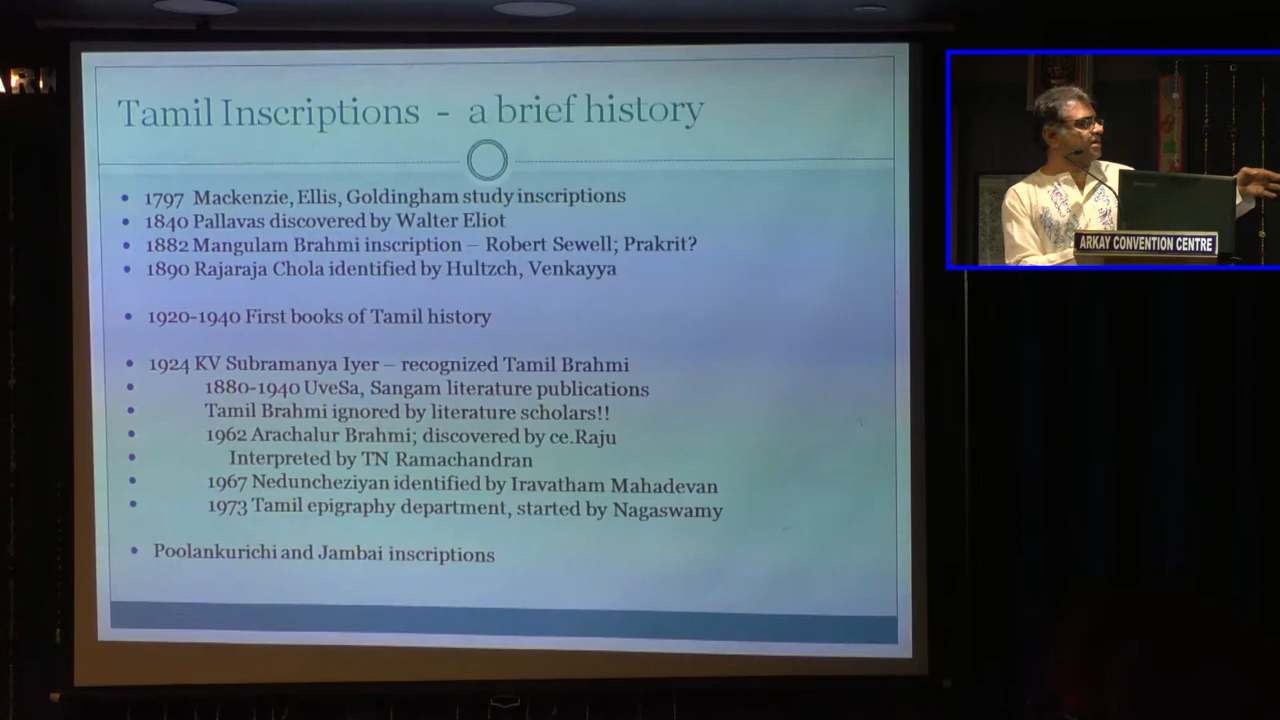 ARK
Tamil Inscriptions - a brief history
• 1797 Mackenzie, Ellis, Goldingham study inscriptions
• 1840 Pallavas discovered by Walter Eliot
• 1882 Mangulam Brahmi inscription – Robert Sewell; Prakrit?
• 1890 Rajaraja Chola identified by Hultzch, Venkayya
• 1920-1940 First books of Tamil history
• 1924 KV Subramanya Iyer – recognized Tamil Brahmi
• 1880-1940 UveSa, Sangam literature publications
• Tamil Brahmi ignored by literature scholars!!
• 1962 Arachalur Brahmi; discovered by ce.Raju
• Interpreted by TN Ramachandran
• 1967 Neduncheziyan identified by Iravatham Mahadevan
• 1973 Tamil epigraphy department, started by Nagaswamy
• Poolankurichi and Jambai inscriptions
ARKAY CONVENTION CENTRE